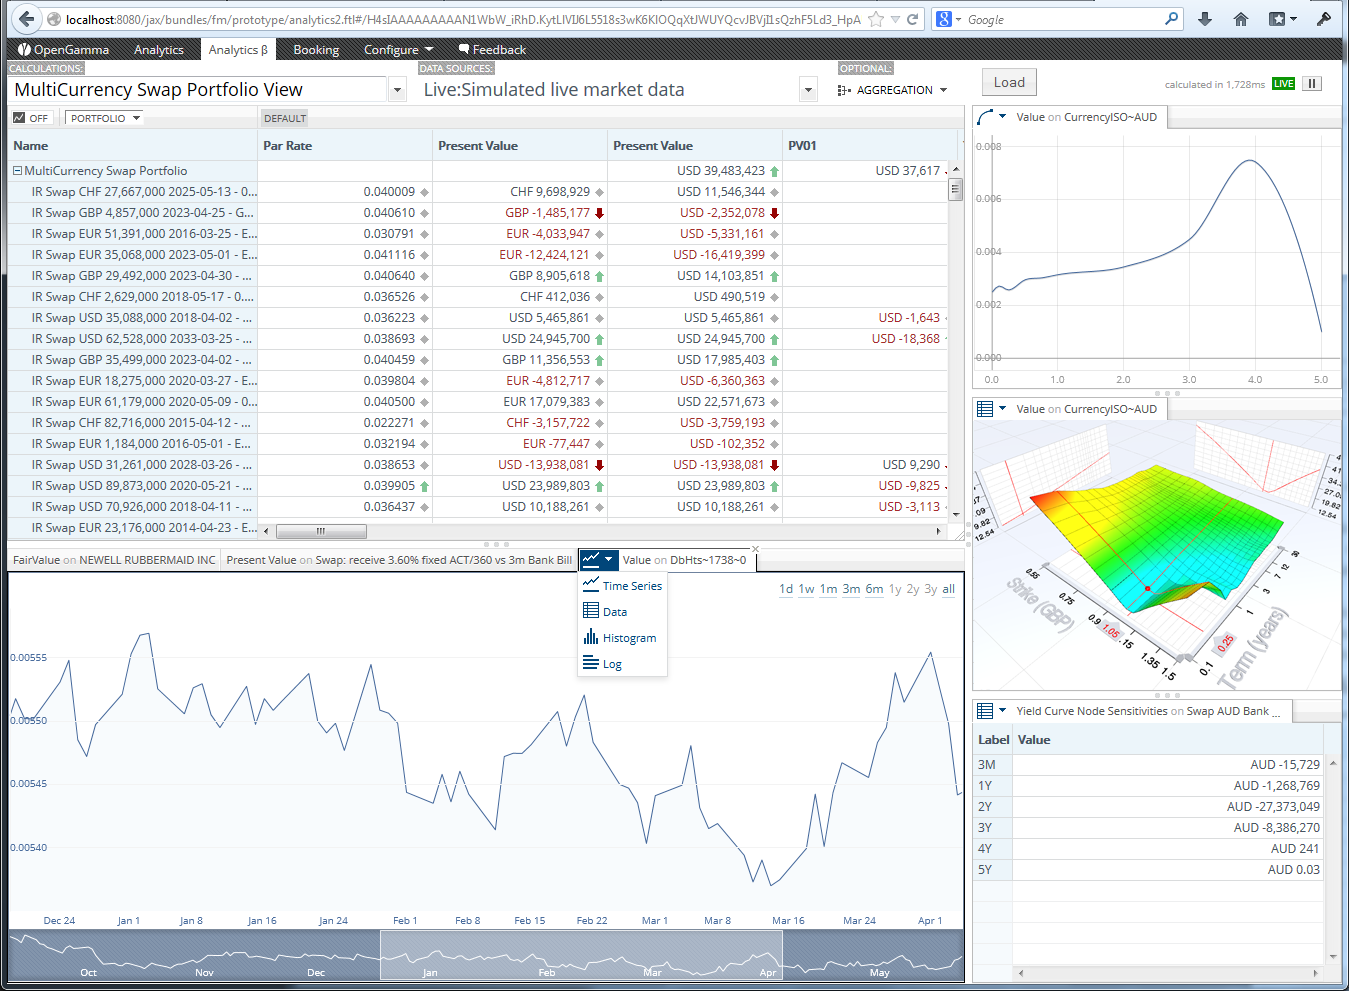 localhost:8080/jax/bundles/fm/prototype/analytics2.ftl#/H4sIAAAAAAAAAN1WbW_iRhD.KytLIVIJ6L5518s3wK6KIOQqXtJWUYQcvJBVjI1sQzhF5Ld3_HpA
Google
OpenGamma Analytics Analytics β Booking Configure Feedback
CALCULATIONS: DATA SOURCES: OPTIONAL:
MultiCurrency Swap Portfolio View Live:Simulated live market data AGGREGATION Load calculated in 1,728ms LIVE
OFF PORTFOLIO DEFAULT
Name Par Rate Present Value Present Value PV01
MultiCurrency Swap Portfolio USD 39,483,423 USD 37,617
IR Swap CHF 27,667,000 2025-05-13 - 0... 0.040009 CHF 9,698,929 USD 11,546,344
IR Swap GBP 4,857,000 2023-04-25 - G... 0.040610 GBP -1,485,177 USD -2,352,078
IR Swap EUR 51,391,000 2016-03-25 - E... 0.030791 EUR -4,033,947 USD -5,331,161
IR Swap EUR 35,068,000 2023-05-01 - E... 0.041116 EUR -12,424,121 USD -16,419,399
IR Swap GBP 29,492,000 2023-04-30 - ... 0.040640 GBP 8,905,618 USD 14,103,851
IR Swap CHF 2,629,000 2018-05-17 - 0.... 0.036526 CHF 412,036 USD 490,519
IR Swap USD 35,088,000 2018-04-02 - ... 0.036223 USD 5,465,861 USD 5,465,861 USD -1,643
IR Swap USD 62,528,000 2033-03-25 - ... 0.038693 USD 24,945,700 USD 24,945,700 USD -18,368
IR Swap GBP 35,499,000 2023-04-02 - ... 0.040459 GBP 11,356,553 USD 17,985,403
IR Swap EUR 18,275,000 2020-03-27 - E... 0.039804 EUR -4,812,717 USD -6,360,363
IR Swap EUR 61,179,000 2020-05-09 - 0... 0.040500 EUR 17,079,383 USD 22,571,673
IR Swap CHF 82,716,000 2015-04-12 - ... 0.022271 CHF -3,157,722 USD -3,759,193
IR Swap EUR 1,184,000 2016-05-01 - E... 0.032194 EUR -77,447 USD -102,352
IR Swap USD 31,261,000 2028-03-26 - ... 0.038653 USD -13,938,081 USD -13,938,081 USD 9,290
IR Swap USD 89,873,000 2020-05-21 - ... 0.039905 USD 23,989,803 USD 23,989,803 USD -9,825
IR Swap USD 70,926,000 2018-04-11 - ... 0.036437 USD 10,188,261 USD 10,188,261 USD -3,113
IR Swap EUR 23,176,000 2014-04-23 - E...
FairValue on NEWELL RUBBERMAID INC Present Value on Swap: receive 3.60% fixed ACT/360 vs 3m Bank Bill Value on DbHts~1738~0
Time Series
Data
Histogram
Log
1d 1w 1m 3m 6m 1y 2y 3y all
0.00555
0.00550
0.00545
0.00540
Dec 24 Jan 1 Jan 8 Jan 16 Jan 24 Feb 1 Feb 8 Feb 15 Feb 22 Mar 1 Mar 8 Mar 16 Mar 24 Apr 1
Oct Nov Dec Jan Feb Mar Apr May
Value on CurrencyISO~AUD
0.008
0.006
0.004
0.002
0.000
0.0 1.0 2.0 3.0 4.0 5.0
Value on CurrencyISO~AUD
34.
27.0
19.82
12.54
.09
9.82
12.54
0.55
0.75
0.9
1.05
.15
1.35
1.5
Strike (GBP)
0.1
0.25
1
3
7
12
Term (years)
Yield Curve Node Sensitivities on Swap AUD Bank ...
Label Value
3M AUD -15,729
1Y AUD -1,268,769
2Y AUD -27,373,049
3Y AUD -8,386,270
4Y AUD 241
5Y AUD 0.03